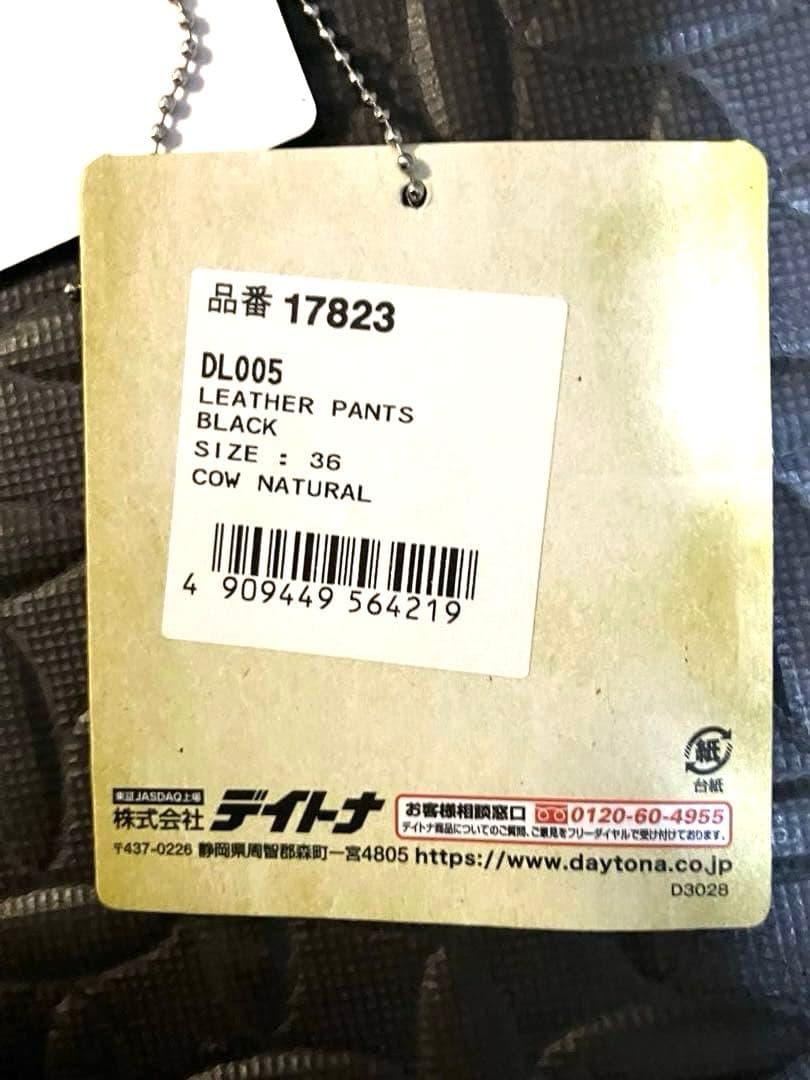 品番 17823
DL005
LEATHER PANTS
BLACK
SIZE : 36
COW NATURAL
4 909449 564219
紙
台紙
東証JASDAQ上場
株式会社 デイトナ
お客様相談窓口 0120-60-4955
デイトナ商品についてのご質問、ご意見をフリーダイヤルで受け付けております。
〒437-0226 静岡県周智郡森町一宮4805 https://www.daytona.co.jp
D3028